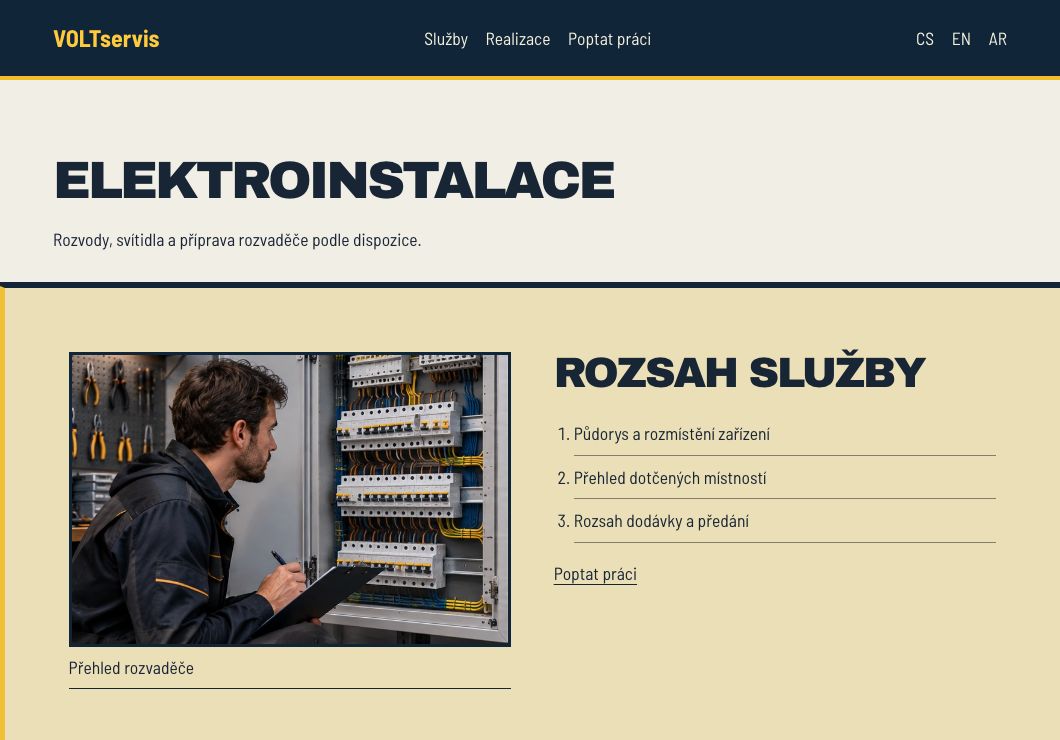 VOLTservis
Služby Realizace Poptat práci
CS EN AR
ELEKTROINSTALACE
Rozvody, svítidla a příprava rozvaděče podle dispozice.
Přehled rozvaděče
ROZSAH SLUŽBY
1. Půdorys a rozmístění zařízení
2. Přehled dotčených místností
3. Rozsah dodávky a předání
Poptat práci